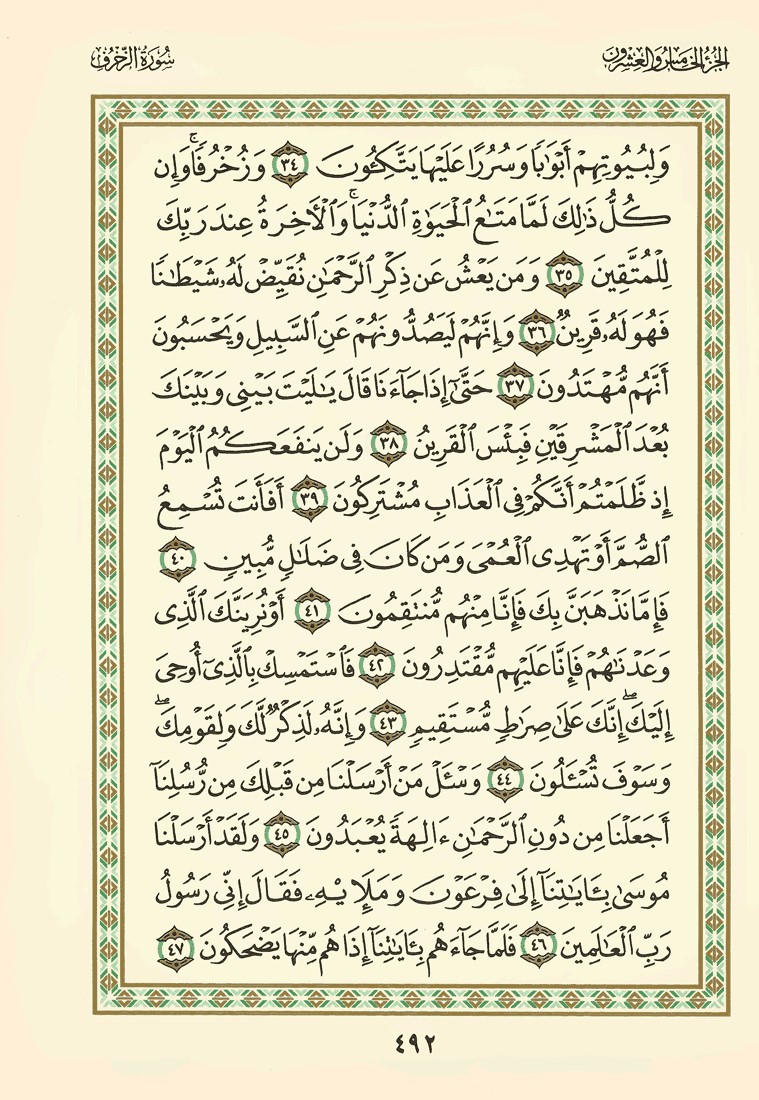 الجزء الخامس والعشرون
سورة الزخرف
وَلِبُيُوتِهِمْ أَبْوَٰبًا وَسُرُرًا عَلَيْهَا يَتَّكِـُٔونَ ٣٤ وَزُخْرُفًا ۚ وَإِن
كُلُّ ذَٰلِكَ لَمَّا مَتَٰعُ ٱلْحَيَوٰةِ ٱلدُّنْيَا ۚ وَٱلْءَاخِرَةُ عِندَ رَبِّكَ
لِلْمُتَّقِينَ ٣٥ وَمَن يَعْشُ عَن ذِكْرِ ٱلرَّحْمَٰنِ نُقَيِّضْ لَهُۥ شَيْطَٰنًا
فَهُوَ لَهُۥ قَرِينٌ ٣٦ وَإِنَّهُمْ لَيَصُدُّونَهُمْ عَنِ ٱلسَّبِيلِ وَيَحْسَبُونَ
أَنَّهُم مُّهْتَدُونَ ٣٧ حَتَّىٰٓ إِذَا جَآءَنَا قَالَ يَٰلَيْتَ بَيْنِى وَبَيْنَكَ
بُعْدَ ٱلْمَشْرِقَيْنِ فَبِئْسَ ٱلْقَرِينُ ٣٨ وَلَن يَنفَعَكُمُ ٱلْيَوْمَ
إِذ ظَّلَمْتُمْ أَنَّكُمْ فِى ٱلْعَذَابِ مُشْتَرِكُونَ ٣٩ أَفَأَنتَ تُسْمِعُ
ٱلصُّمَّ أَوْ تَهْدِى ٱلْعُمْىَ وَمَن كَانَ فِى ضَلَٰلٍ مُّبِينٍ ٤٠
فَإِمَّا نَذْهَبَنَّ بِكَ فَإِنَّا مِنْهُم مُّنتَقِمُونَ ٤١ أَوْ نُرِيَنَّكَ ٱلَّذِى
وَعَدْنَٰهُمْ فَإِنَّا عَلَيْهِم مُّقْتَدِرُونَ ٤٢ فَٱسْتَمْسِكْ بِٱلَّذِىٓ أُوحِىَ
إِلَيْكَ ۖ إِنَّكَ عَلَىٰ صِرَٰطٍ مُّسْتَقِيمٍ ٤٣ وَإِنَّهُۥ لَذِكْرٌ لَّكَ وَلِقَوْمِكَ ۖ
وَسَوْفَ تُسْـَٔلُونَ ٤٤ وَسْـَٔلْ مَنْ أَرْسَلْنَا مِن قَبْلِكَ مِن رُّسُلِنَآ
أَجَعَلْنَا مِن دُونِ ٱلرَّحْمَٰنِ ءَالِهَةً يُعْبَدُونَ ٤٥ وَلَقَدْ أَرْسَلْنَا
مُوسَىٰ بِـَٔايَٰتِنَآ إِلَىٰ فِرْعَوْنَ وَمَلَإِي۟هِۦ فَقَالَ إِنِّى رَسُولُ
رَبِّ ٱلْعَٰلَمِينَ ٤٦ فَلَمَّا جَآءَهُم بِـَٔايَٰتِنَآ إِذَا هُم مِّنْهَا يَضْحَكُونَ ٤٧
٤٩٢